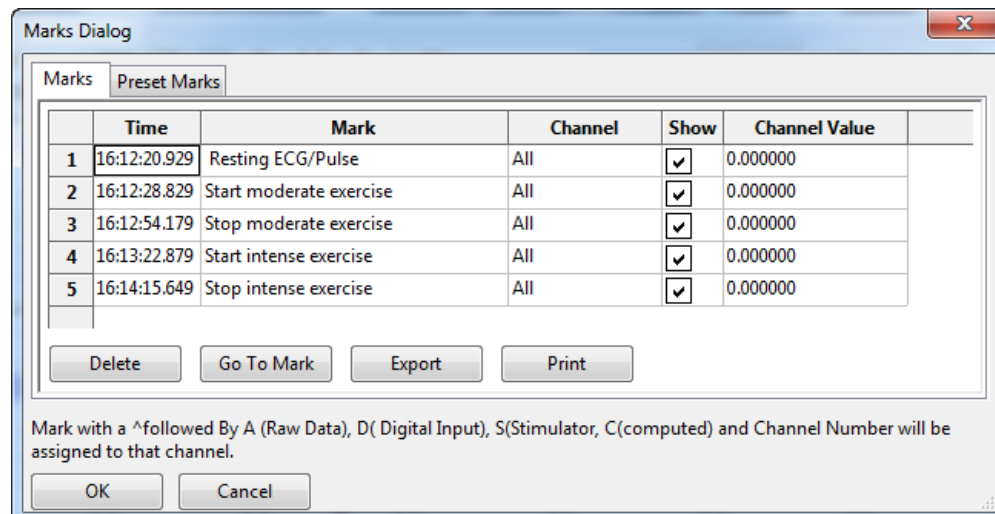 Marks Dialog
Marks Preset Marks
Time Mark Channel Show Channel Value
1 16:12:20.929 Resting ECG/Pulse All 0.000000
2 16:12:28.829 Start moderate exercise All 0.000000
3 16:12:54.179 Stop moderate exercise All 0.000000
4 16:13:22.879 Start intense exercise All 0.000000
5 16:14:15.649 Stop intense exercise All 0.000000
Delete Go To Mark Export Print
Mark with a ^followed By A (Raw Data), D( Digital Input), S(Stimulator, C(computed) and Channel Number will be
assigned to that channel.
OK Cancel